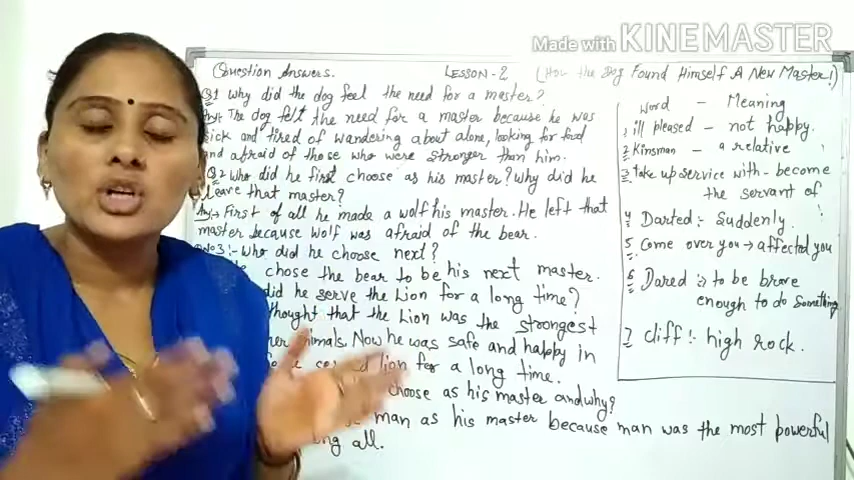 Made with KINEMASTER
Question Answers. LESSON-2 (How the Dog Found Himself A New Master!)
Q1 Why did the dog feel the need for a master?
Ans: The dog felt the need for a master because he was
sick and tired of wandering about alone, looking for food
and afraid of those who were stronger than him.
Q2 Who did he first choose as his master? Why did he
leave that master?
Ans → First of all he made a wolf his master. He left that
master because wolf was afraid of the bear.
No 3:- Who did he choose next?
chose the bear to be his next master.
did he serve the Lion for a long time?
thought that the Lion was the strongest
animals. Now he was safe and happy in
lion for a long time.
choose as his master and why?
man as his master because man was the most powerful
all.
Word - Meaning
1 ill pleased - not happy.
2 Kinsman - a relative
3 take up service with - become
the servant of
4 Darted :- Suddenly.
5 Come over you → affected you
6 Dared :→ to be brave
enough to do something
7 cliff :- high rock.